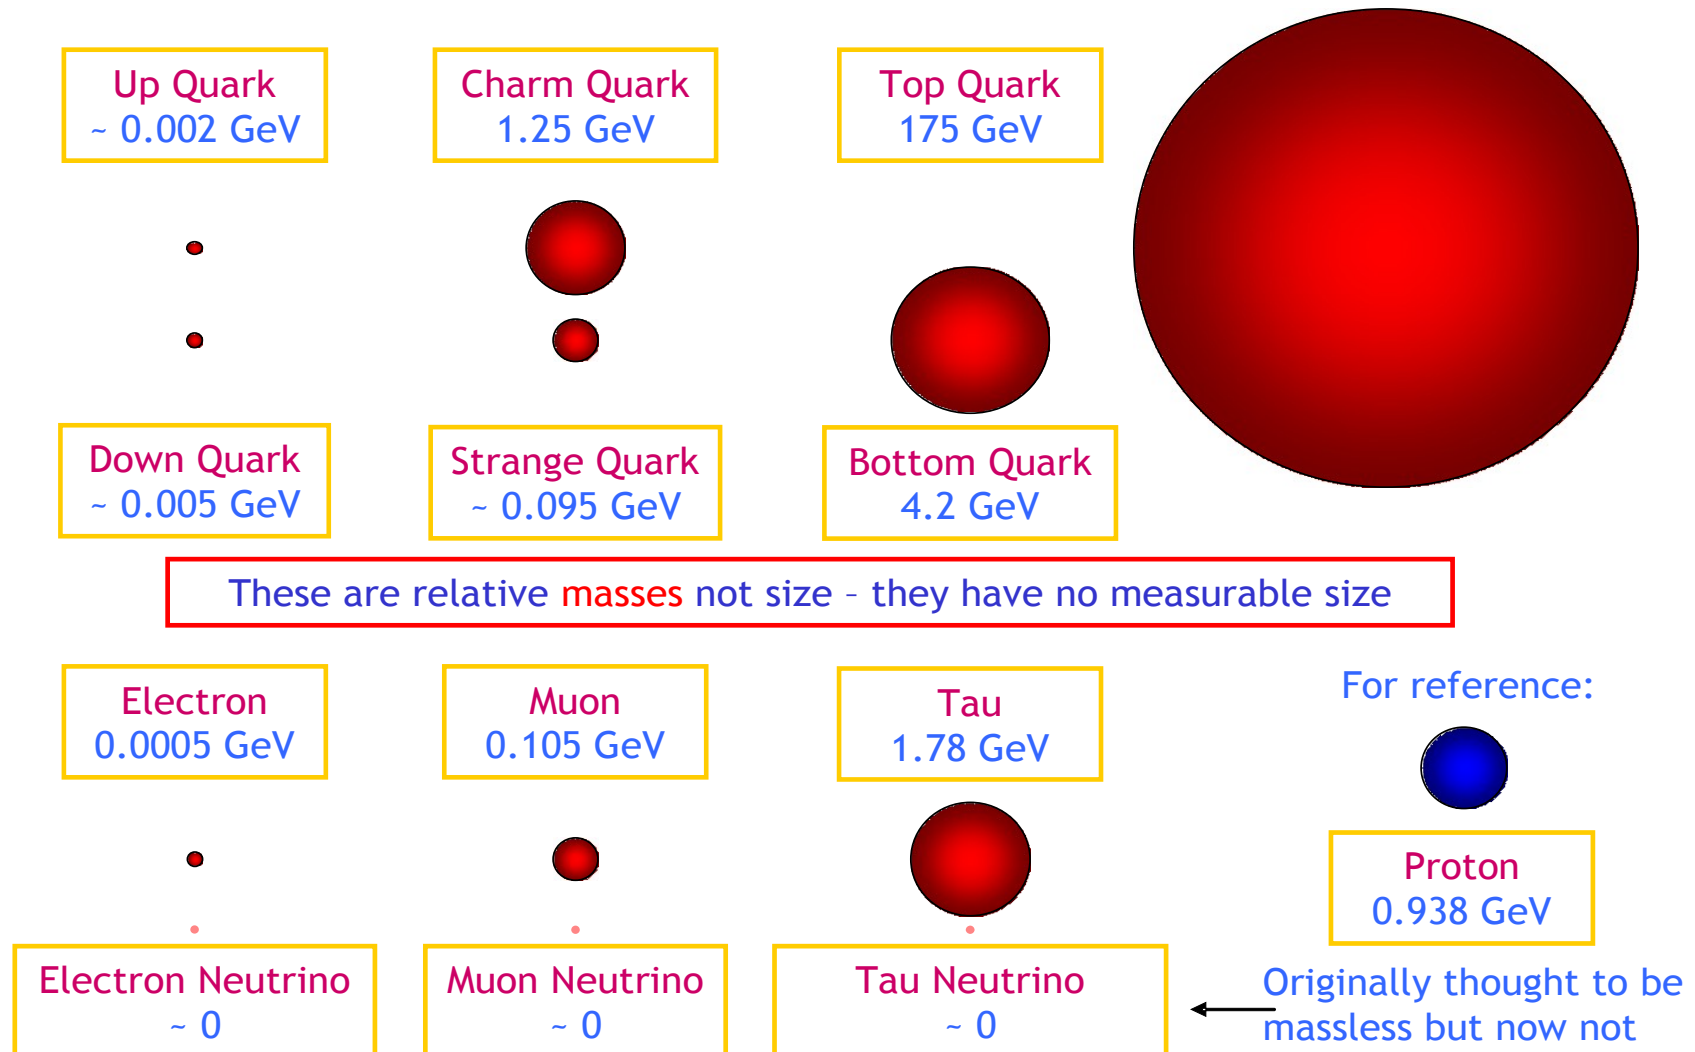 Up Quark
~ 0.002 GeV
Charm Quark
1.25 GeV
Top Quark
175 GeV
Down Quark
~ 0.005 GeV
Strange Quark
~ 0.095 GeV
Bottom Quark
4.2 GeV
These are relative masses not size – they have no measurable size
Electron
0.0005 GeV
Muon
0.105 GeV
Tau
1.78 GeV
For reference:
Proton
0.938 GeV
Electron Neutrino
~ 0
Muon Neutrino
~ 0
Tau Neutrino
~ 0
Originally thought to be
massless but now not